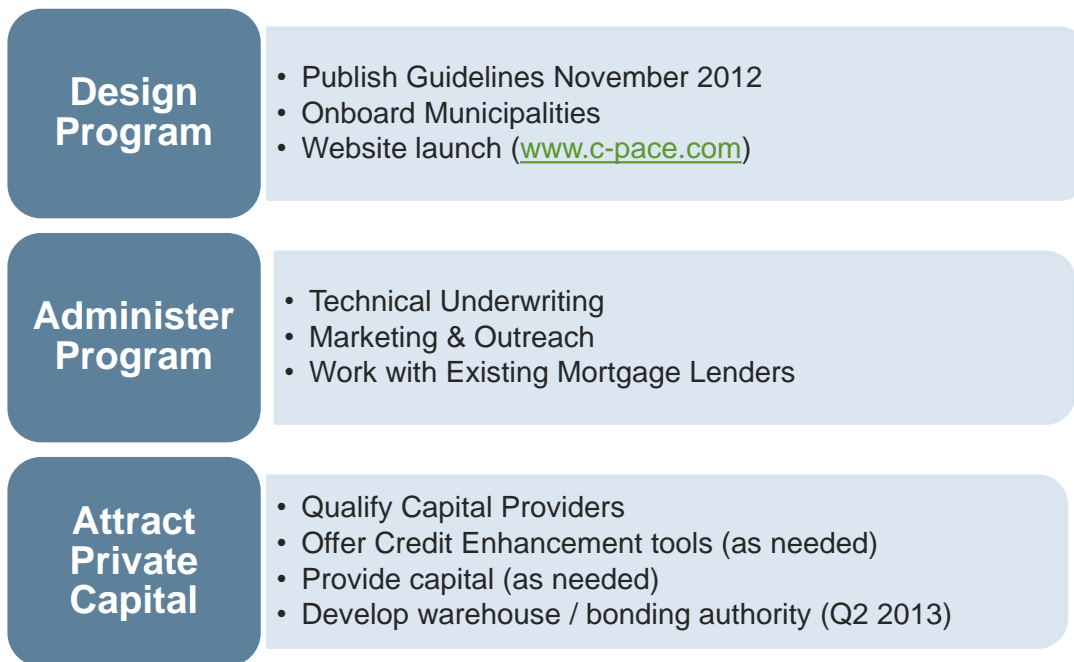 Design
Program
• Publish Guidelines November 2012
• Onboard Municipalities
• Website launch (www.c-pace.com)
Administer
Program
• Technical Underwriting
• Marketing & Outreach
• Work with Existing Mortgage Lenders
Attract
Private
Capital
• Qualify Capital Providers
• Offer Credit Enhancement tools (as needed)
• Provide capital (as needed)
• Develop warehouse / bonding authority (Q2 2013)